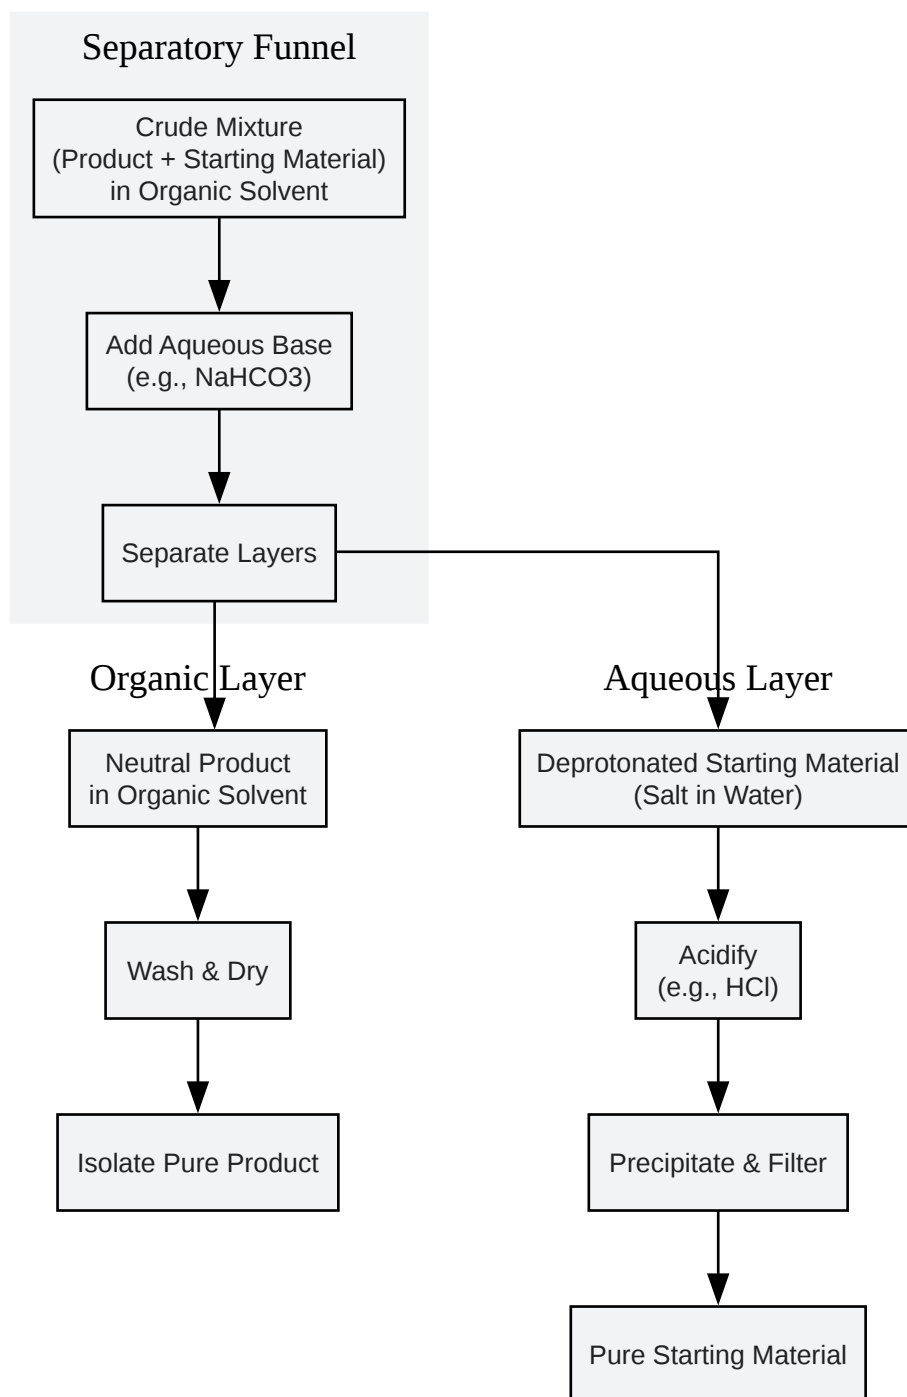 Separatory Funnel
Crude Mixture
(Product + Starting Material)
in Organic Solvent
Add Aqueous Base
(e.g., NaHCO3)
Separate Layers
Organic Layer
Neutral Product
in Organic Solvent
Wash & Dry
Isolate Pure Product
Aqueous Layer
Deprotonated Starting Material
(Salt in Water)
Acidify
(e.g., HCl)
Precipitate & Filter
Pure Starting Material